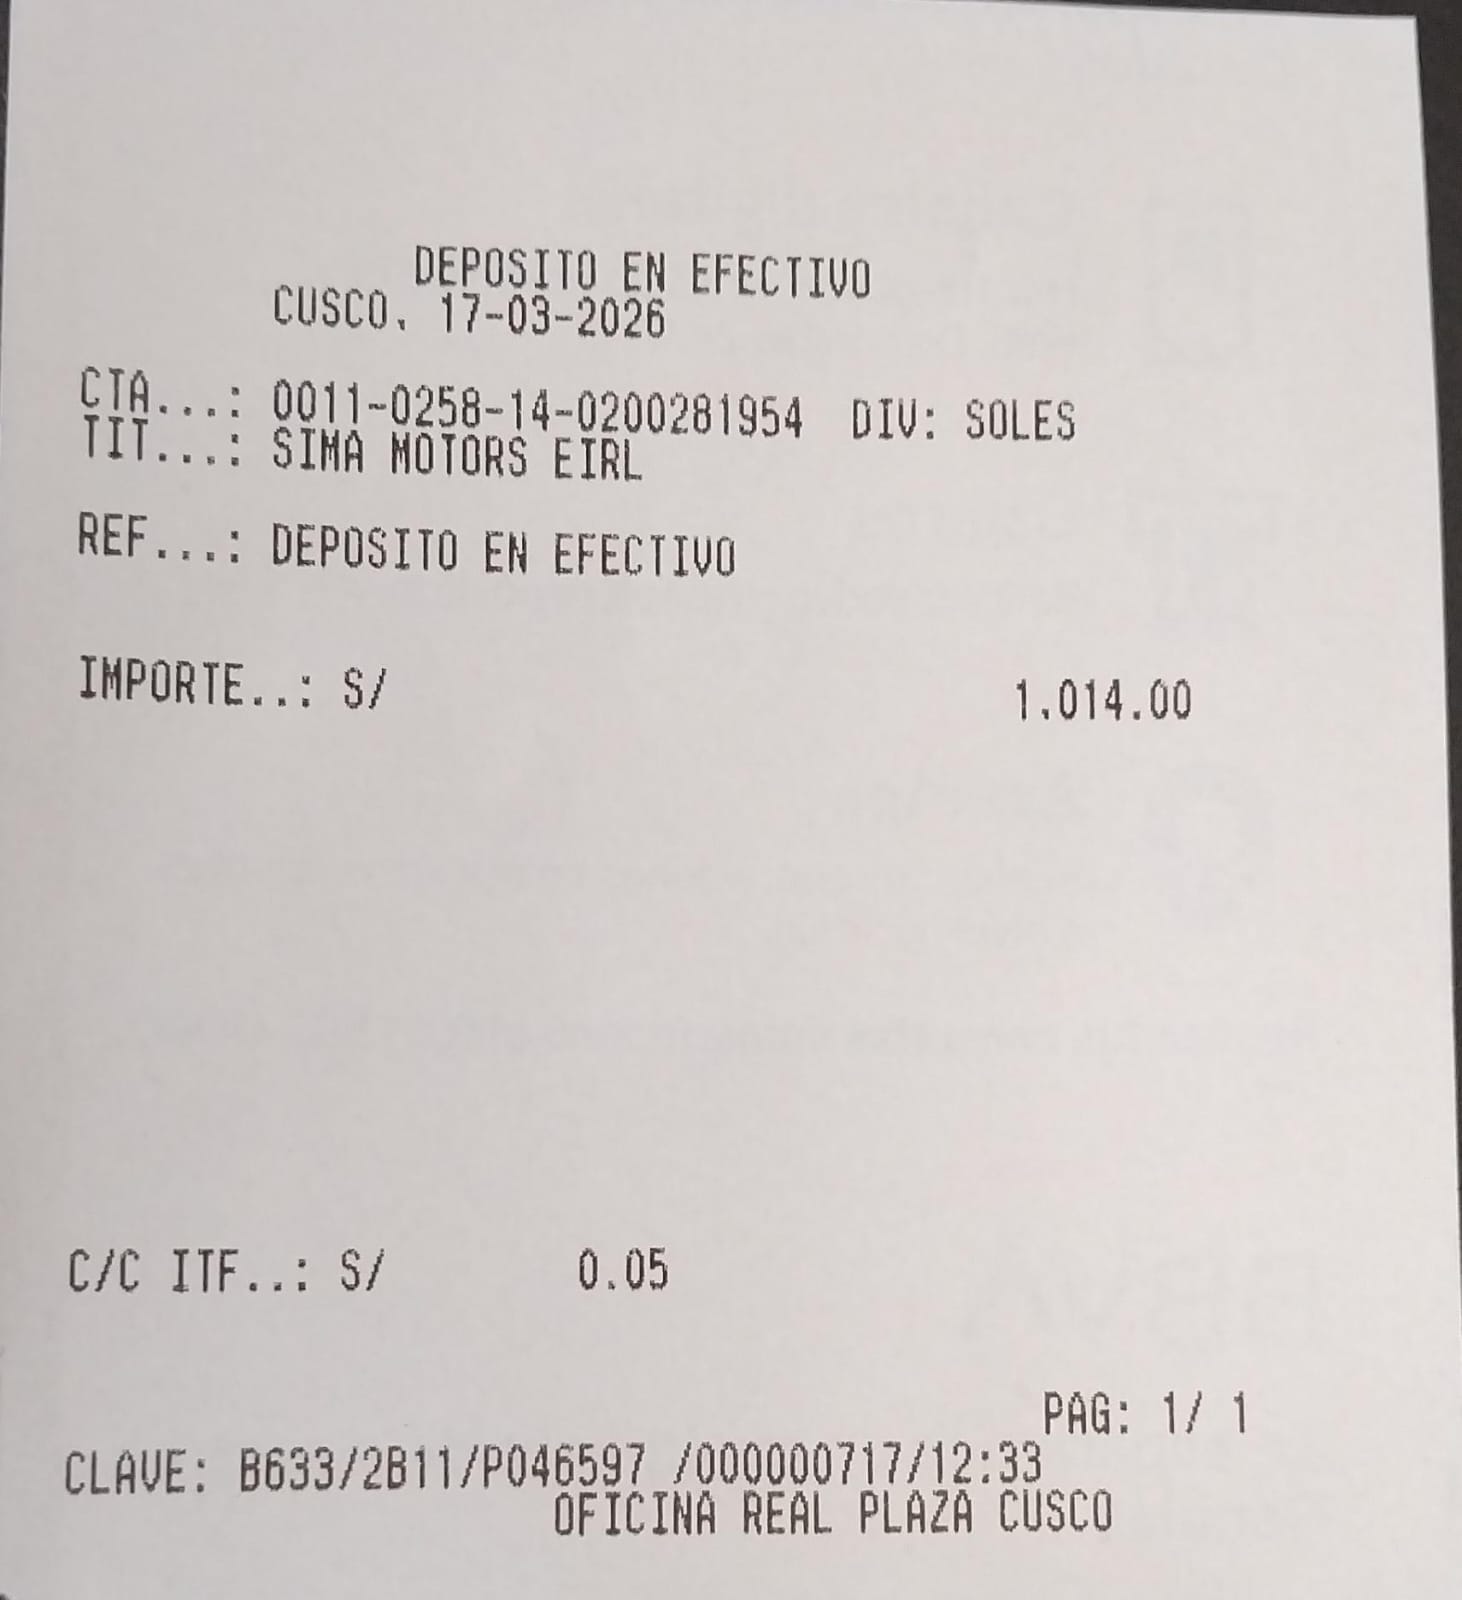 DEPOSITO EN EFECTIVO
CUSCO, 17-03-2026
CTA...: 0011-0258-14-0200281954 DIV: SOLES
TIT...: SIMA MOTORS EIRL
REF...: DEPOSITO EN EFECTIVO
IMPORTE..: S/ 1,014.00
C/C ITF..: S/ 0.05
PAG: 1/ 1
CLAVE: B633/2B11/P046597 /000000717/12:33
OFICINA REAL PLAZA CUSCO